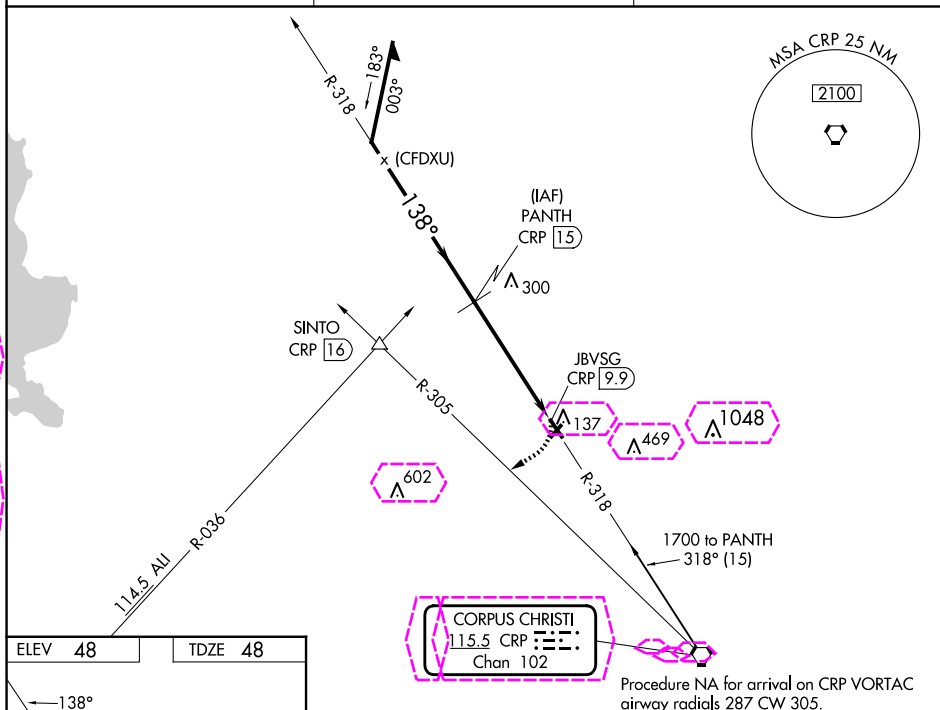 183°
003°
R-318
(CFDXU)
138°
MSA CRP 25 NM
2100
(IAF)
PANTH
CRP 15
300
SINTO
CRP 16
R-305
JBVSG
CRP 9.9
137
469
1048
602
R-318
R-036
114.5 ALI
1700 to PANTH
318° (15)
CORPUS CHRISTI
115.5 CRP
Chan 102
Procedure NA for arrival on CRP VORTAC
airway radials 287 CW 305.
ELEV 48
TDZE 48
138°